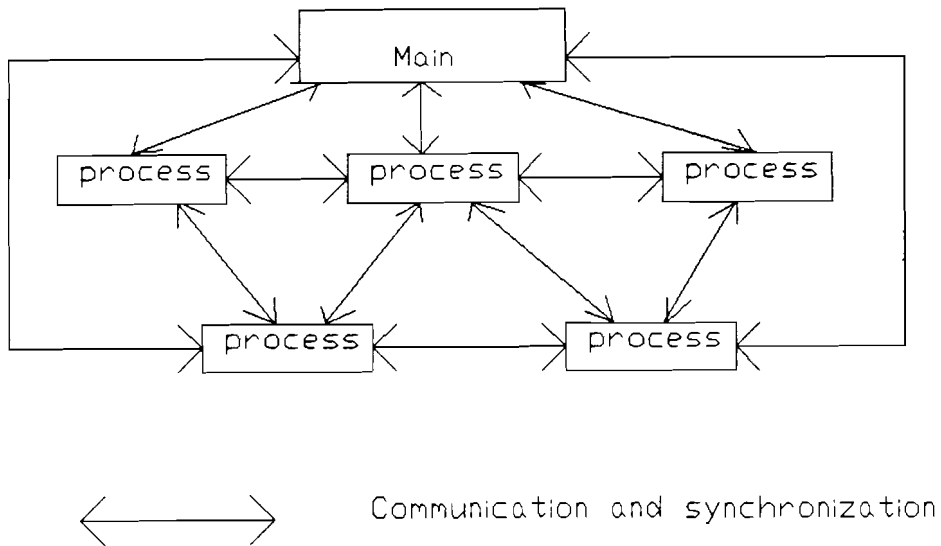 Main
process
process
process
process
process
Communication and synchronization